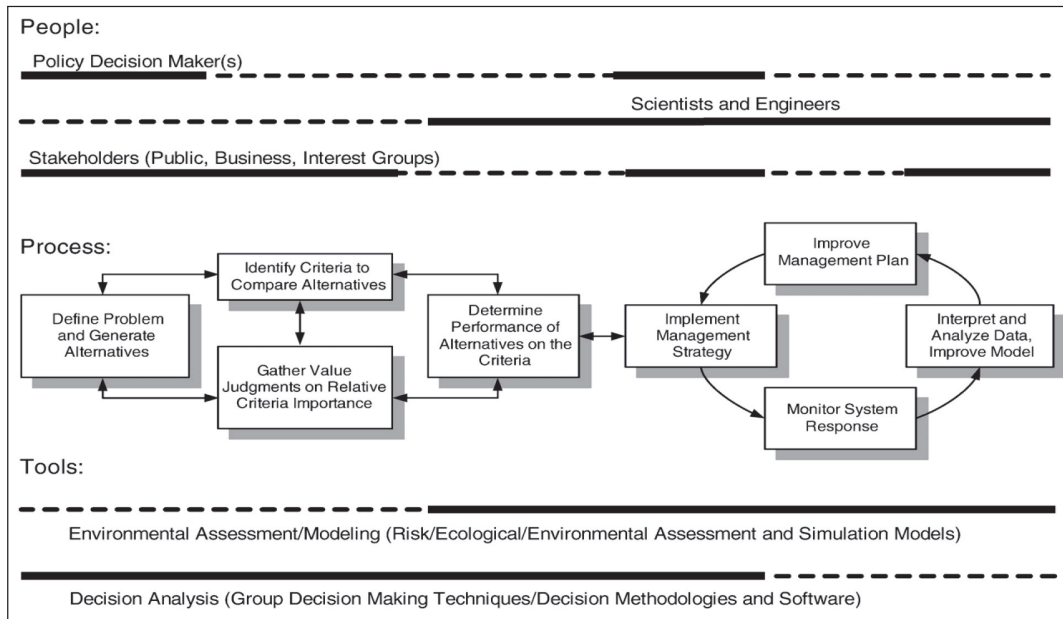 People:
Policy Decision Maker(s)
Scientists and Engineers
Stakeholders (Public, Business, Interest Groups)
Process:
Define Problem
and Generate
Alternatives
Identify Criteria to
Compare Alternatives
Gather Value
Judgments on Relative
Criteria Importance
Determine
Performance of
Alternatives on the
Criteria
Implement
Management
Strategy
Improve
Management Plan
Interpret and
Analyze Data,
Improve Model
Monitor System
Response
Tools:
Environmental Assessment/Modeling (Risk/Ecological/Environmental Assessment and Simulation Models)
Decision Analysis (Group Decision Making Techniques/Decision Methodologies and Software)